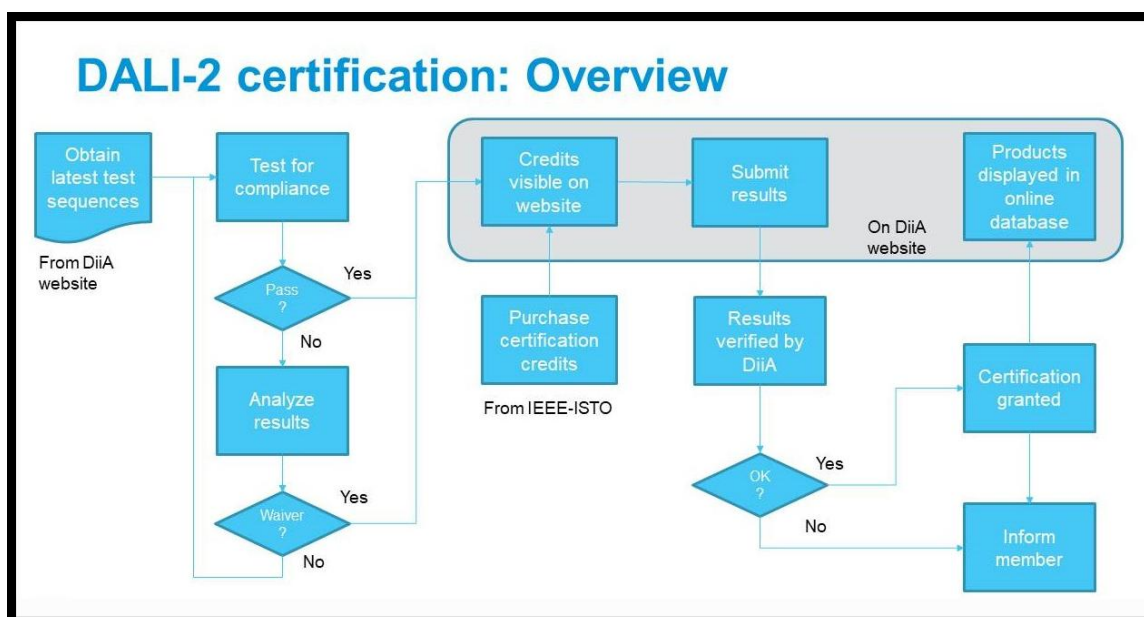 DALI-2 certification: Overview
Obtain
latest test
sequences
From DiiA
website
Test for
compliance
Pass
?
Yes
No
Analyze
results
Waiver
?
Yes
No
Credits
visible on
website
Purchase
certification
credits
From IEEE-ISTO
Submit
results
On DiiA
website
Results
verified by
DiiA
OK
?
Yes
No
Products
displayed in
online
database
Certification
granted
Inform
member